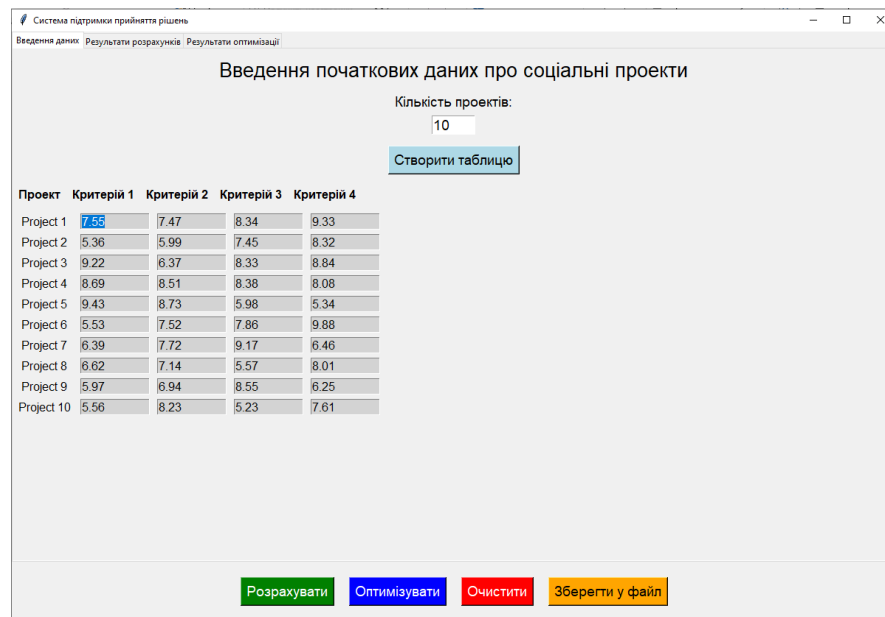 Система підтримки прийняття рішень
Введення даних Результати розрахунків Результати оптимізації
Введення початкових даних про соціальні проекти
Кількість проектів:
10
Створити таблицю
Проект Критерій 1 Критерій 2 Критерій 3 Критерій 4
Project 1 7.55 7.47 8.34 9.33
Project 2 5.36 5.99 7.45 8.32
Project 3 9.22 6.37 8.33 8.84
Project 4 8.69 8.51 8.38 8.08
Project 5 9.43 8.73 5.98 5.34
Project 6 5.53 7.52 7.86 9.88
Project 7 6.39 7.72 9.17 6.46
Project 8 6.62 7.14 5.57 8.01
Project 9 5.97 6.94 8.55 6.25
Project 10 5.56 8.23 5.23 7.61
Розрахувати Оптимізувати Очистити Зберегти у файл